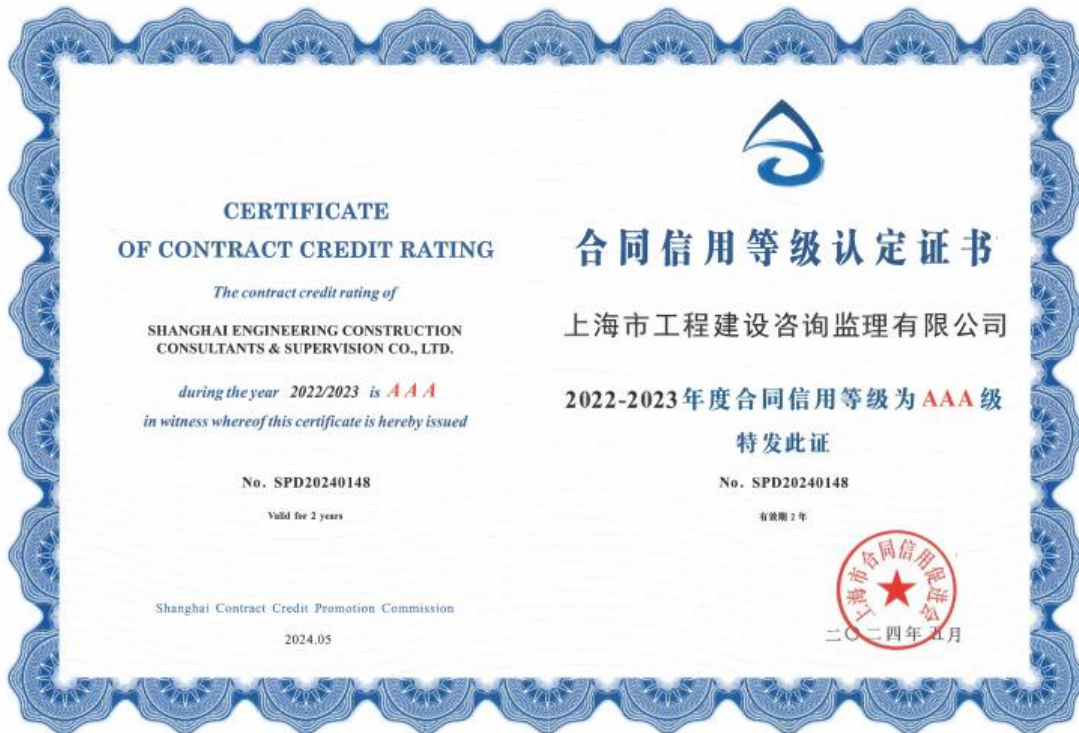 CERTIFICATE
OF CONTRACT CREDIT RATING
The contract credit rating of
SHANGHAI ENGINEERING CONSTRUCTION
CONSULTANTS & SUPERVISION CO., LTD.
during the year 2022/2023 is AAA
in witness whereof this certificate is hereby issued
No. SPD20240148
Valid for 2 years
Shanghai Contract Credit Promotion Commission
2024.05
合同信用等级认定证书
上海市工程建设咨询监理有限公司
2022-2023年度合同信用等级为AAA级
特发此证
No. SPD20240148
有效期2年
上海市合同信用促进会
二〇二四年五月